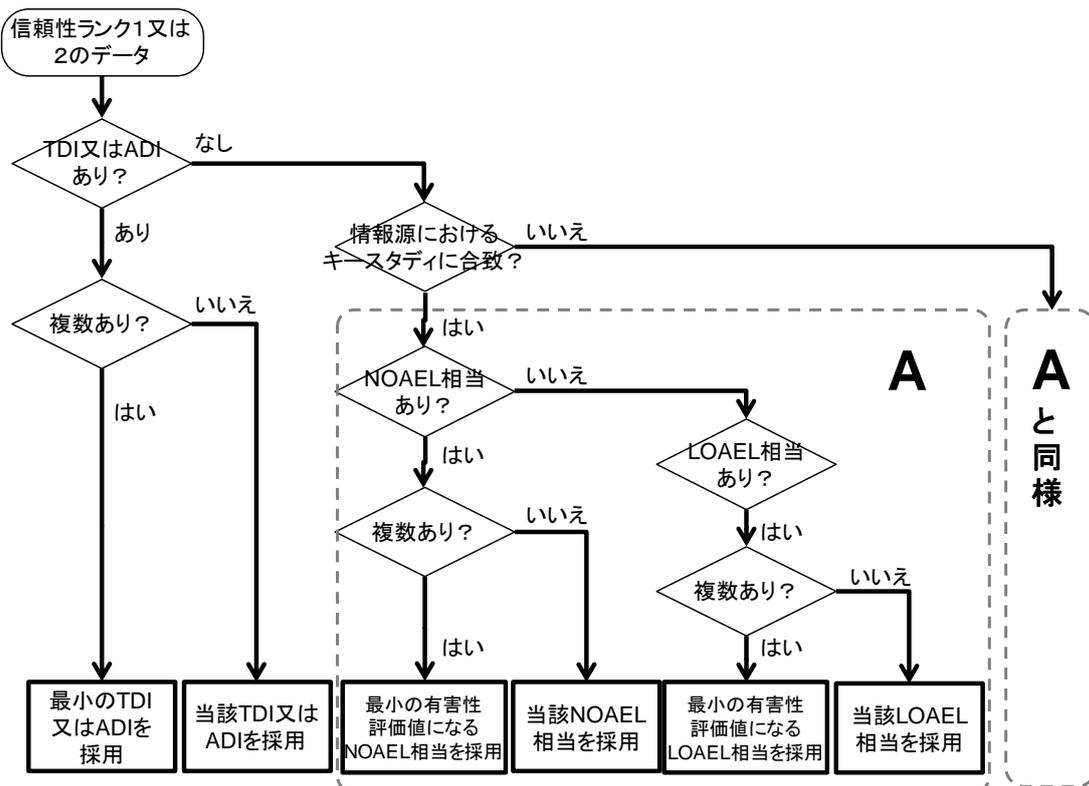 信頼性ランク1又は
2のデータ
TDI又はADI
あり?
なし
あり
複数あり?
いいえ
はい
最小のTDI
又はADIを
採用
当該TDI又は
ADIを採用
情報源における
キースタディに合致?
いいえ
はい
NOAEL相当
あり?
いいえ
はい
複数あり?
いいえ
はい
最小の有害性
評価値になる
NOAEL相当を採用
当該NOAEL
相当を採用
LOAEL相当
あり?
はい
複数あり?
いいえ
はい
最小の有害性
評価値になる
LOAEL相当を採用
当該LOAEL
相当を採用
A
A
と
同
様